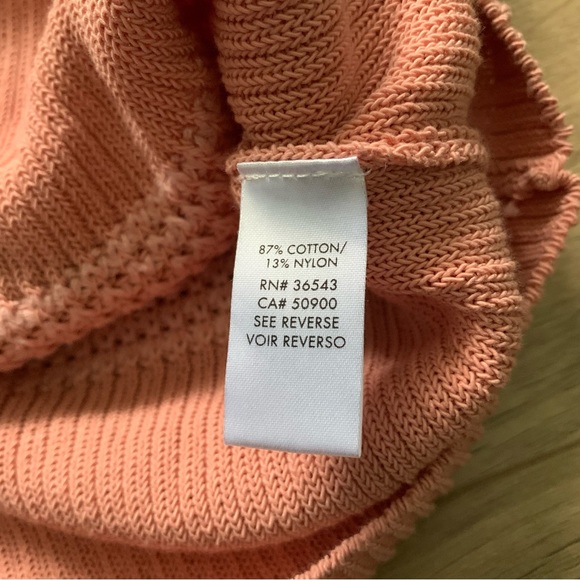 87% COTTON/
13% NYLON
RN# 36543
CA# 50900
SEE REVERSE
VOIR REVERSO